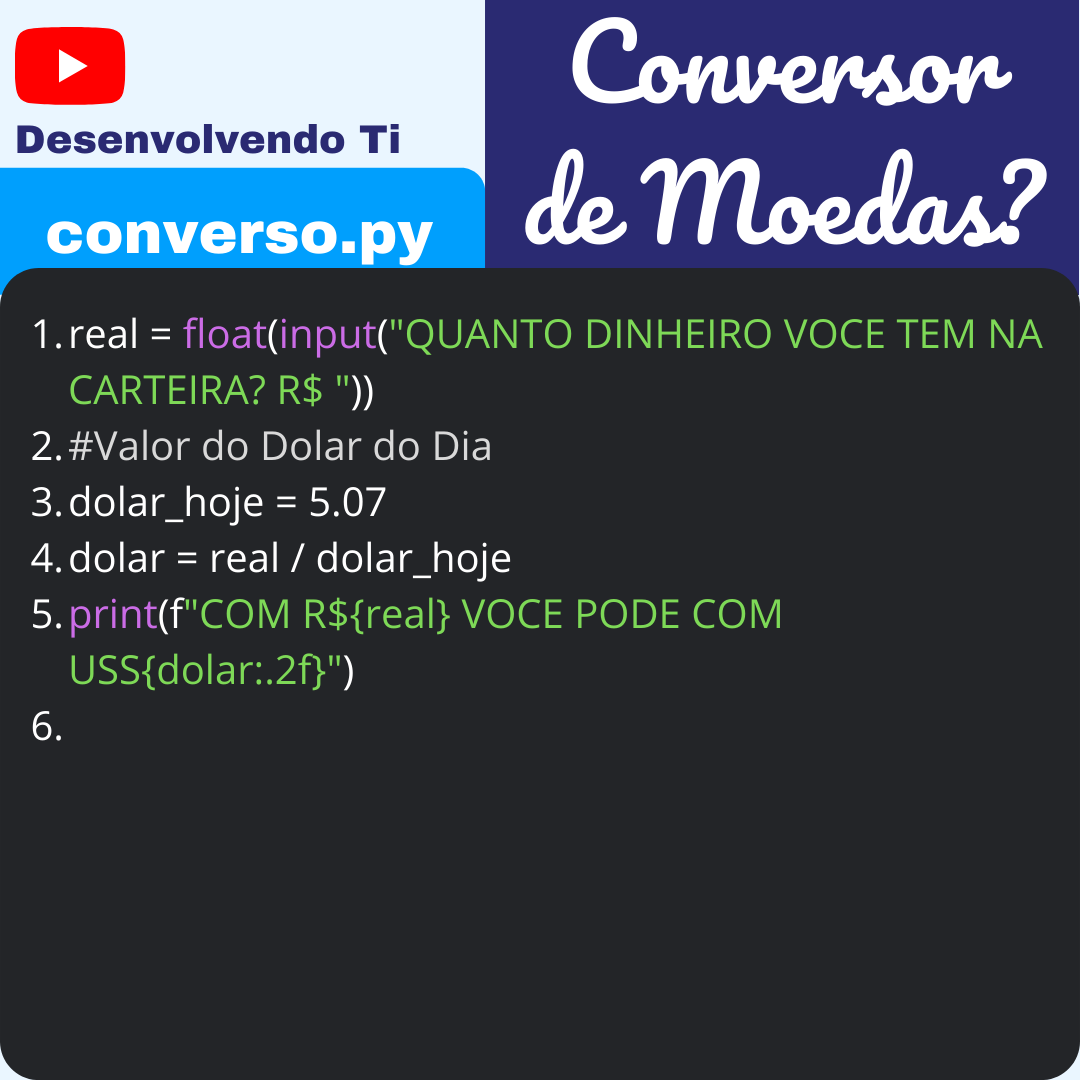 Desenvolvendo Ti
converso.py
Conversor
de Moedas?
1. real = float(input("QUANTO DINHEIRO VOCE TEM NA
CARTEIRA? R$ "))
2. #Valor do Dolar do Dia
3. dolar_hoje = 5.07
4. dolar = real / dolar_hoje
5. print(f"COM R${real} VOCE PODE COM
USS{dolar:.2f}")
6.